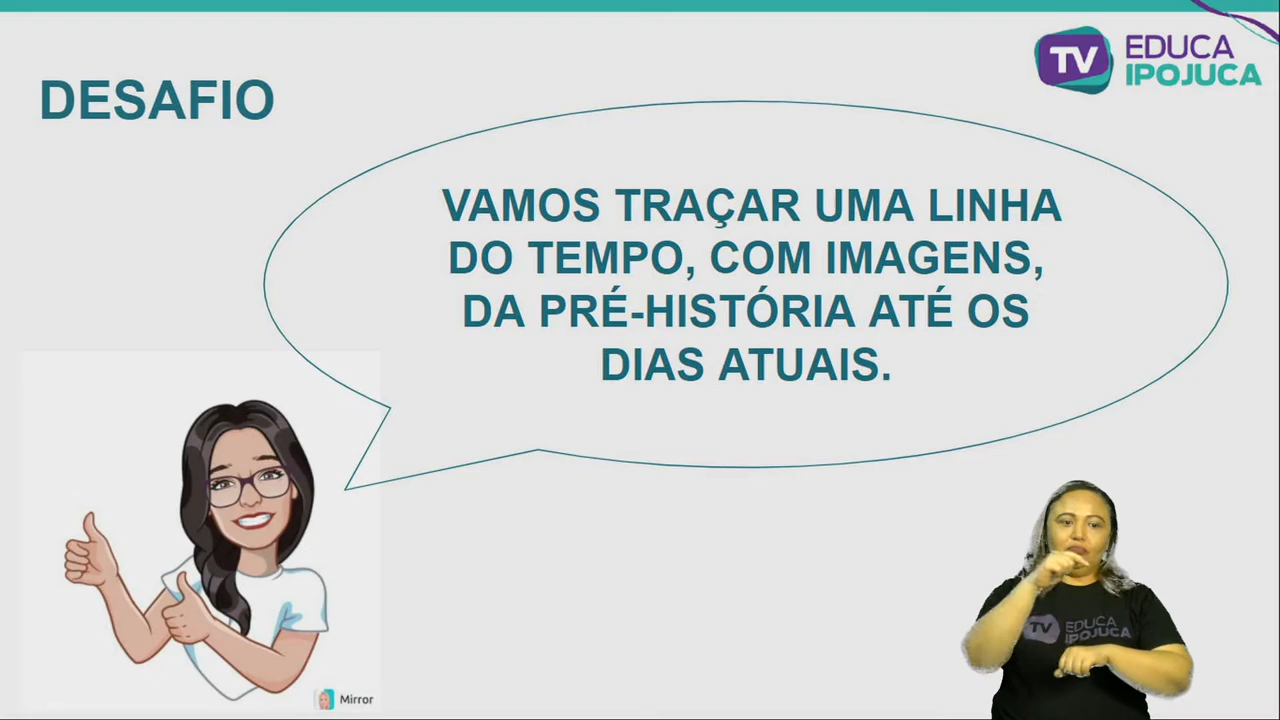 TV EDUCA
IPOJUCA
DESAFIO
VAMOS TRAÇAR UMA LINHA
DO TEMPO, COM IMAGENS,
DA PRÉ-HISTÓRIA ATÉ OS
DIAS ATUAIS.
TV EDUCA
IPOJUCA
Mirror